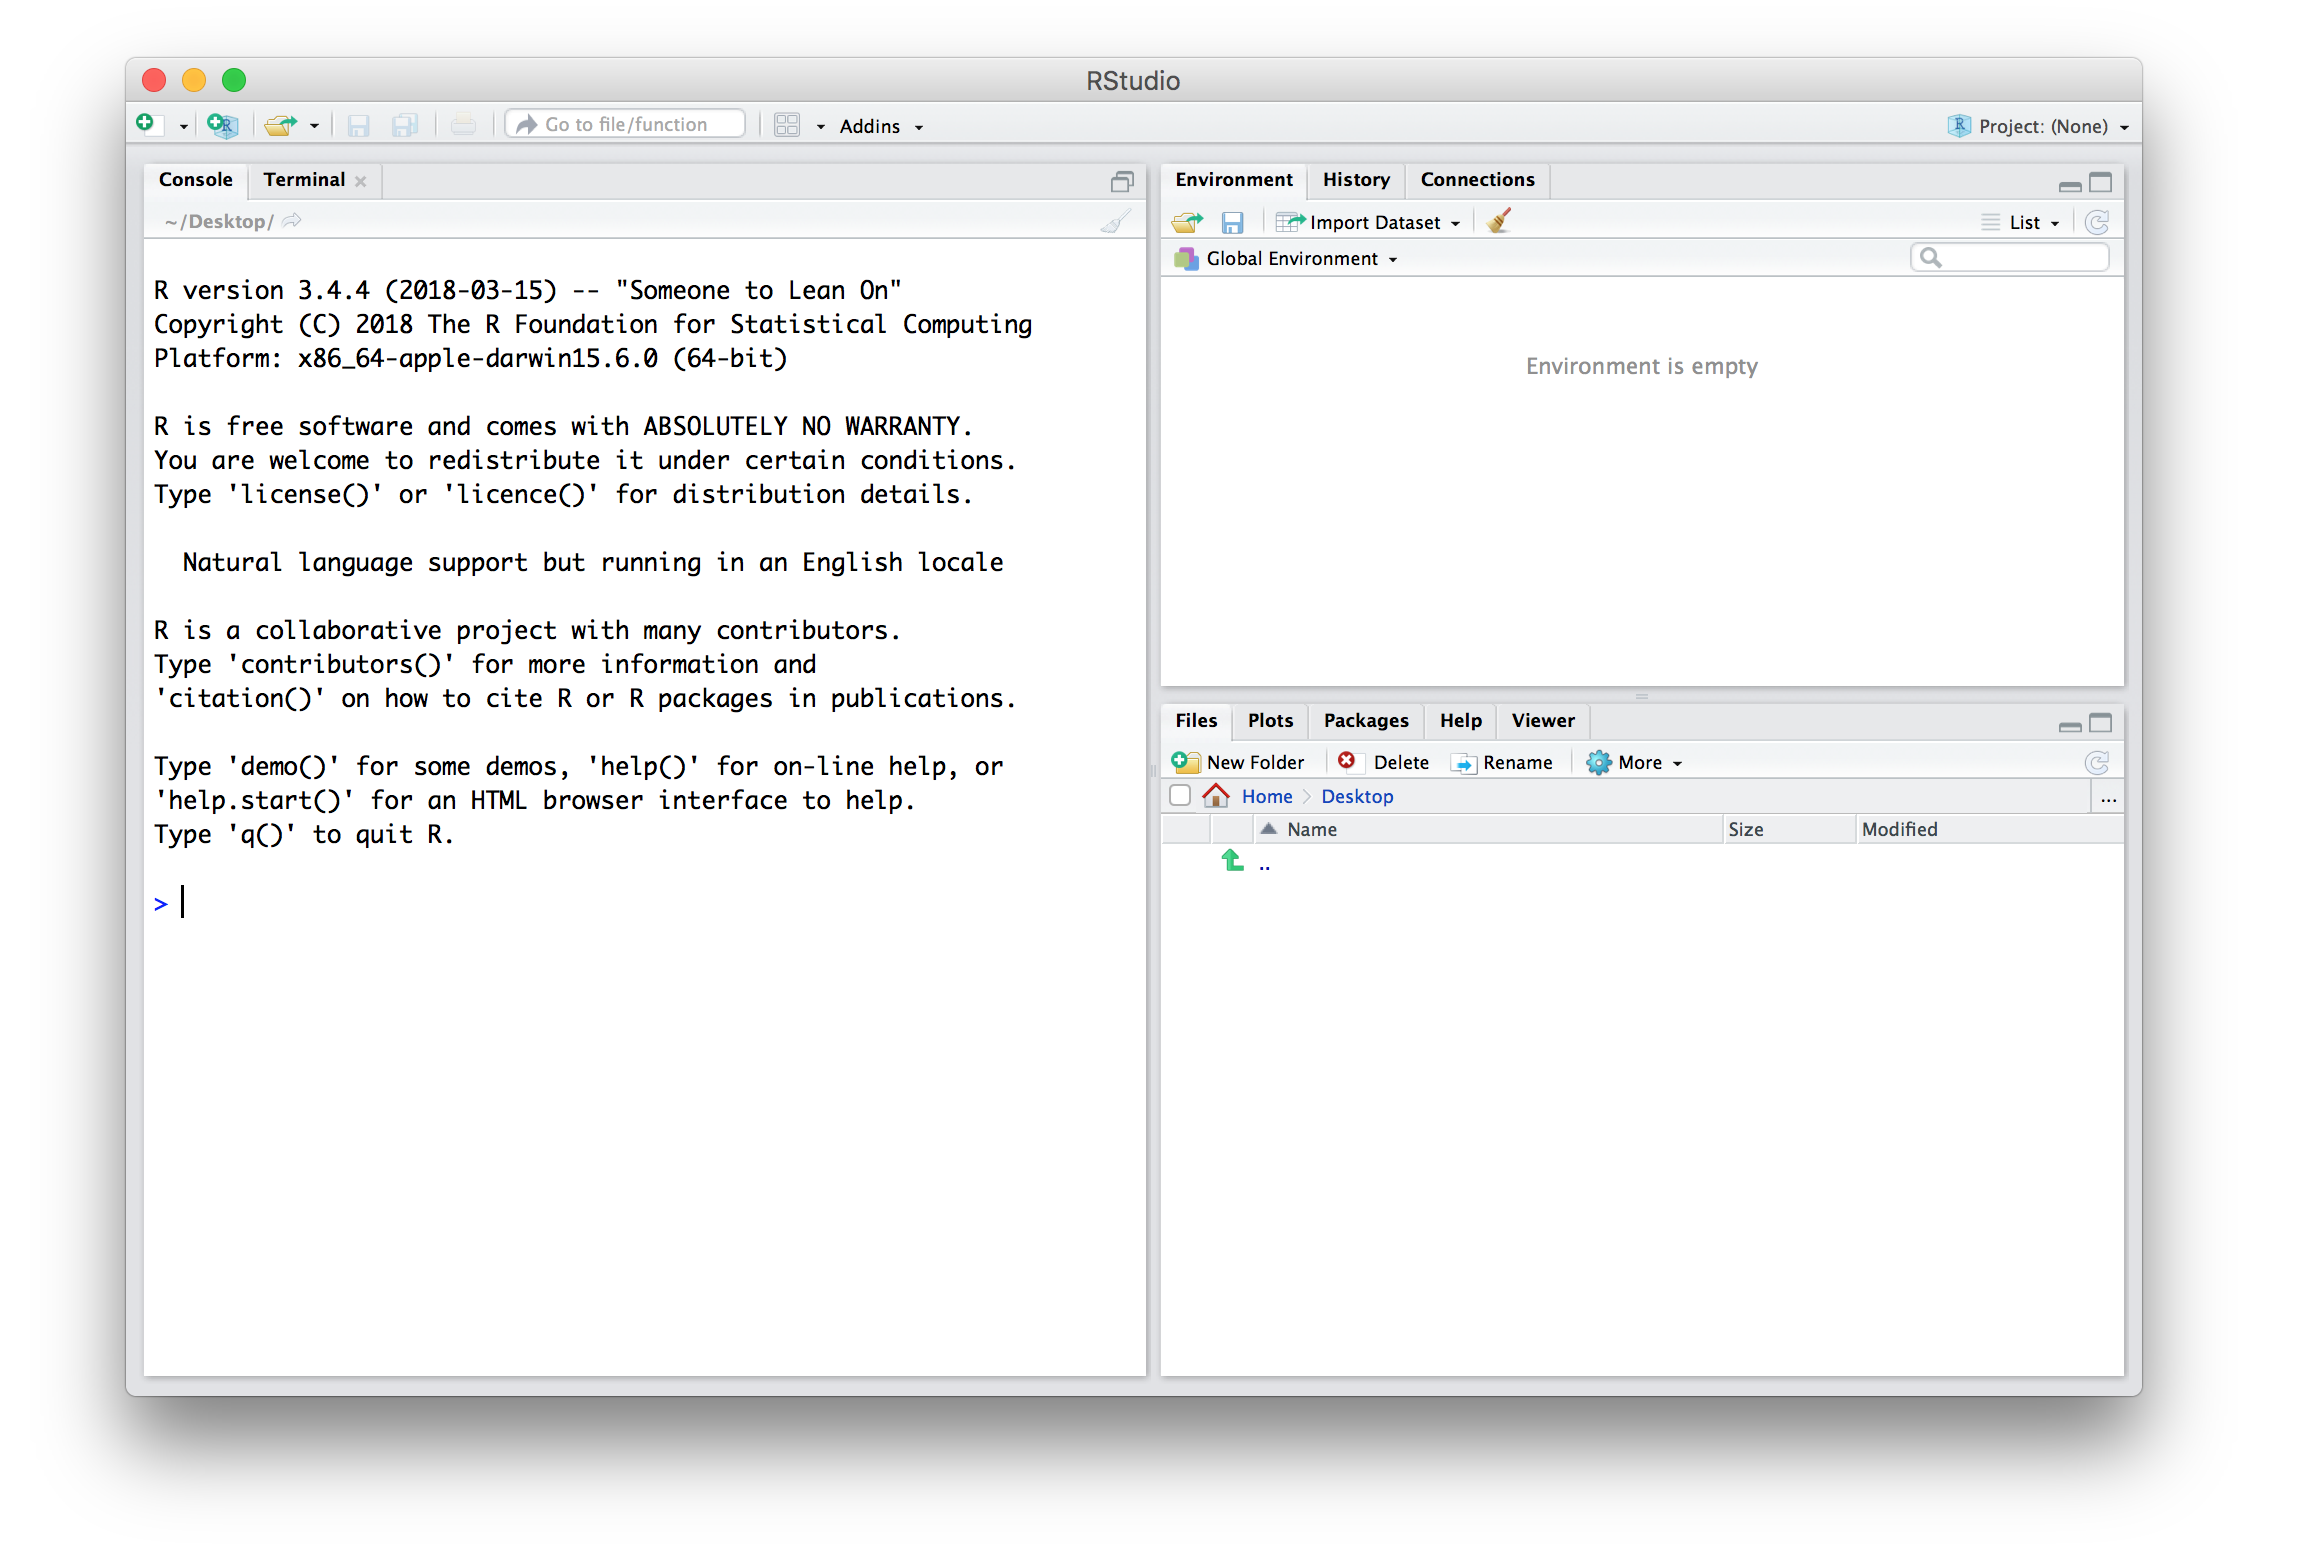 RStudio
Go to file/function
Addins
Project: (None)
Console Terminal
~/Desktop/
R version 3.4.4 (2018-03-15) -- "Someone to Lean On"
Copyright (C) 2018 The R Foundation for Statistical Computing
Platform: x86_64-apple-darwin15.6.0 (64-bit)
R is free software and comes with ABSOLUTELY NO WARRANTY.
You are welcome to redistribute it under certain conditions.
Type 'license()' or 'licence()' for distribution details.
Natural language support but running in an English locale
R is a collaborative project with many contributors.
Type 'contributors()' for more information and
'citation()' on how to cite R or R packages in publications.
Type 'demo()' for some demos, 'help()' for on-line help, or
'help.start()' for an HTML browser interface to help.
Type 'q()' to quit R.
>
Environment History Connections
Import Dataset List
Global Environment
Environment is empty
Files Plots Packages Help Viewer
New Folder Delete Rename More
Home Desktop ...
Name Size Modified
..